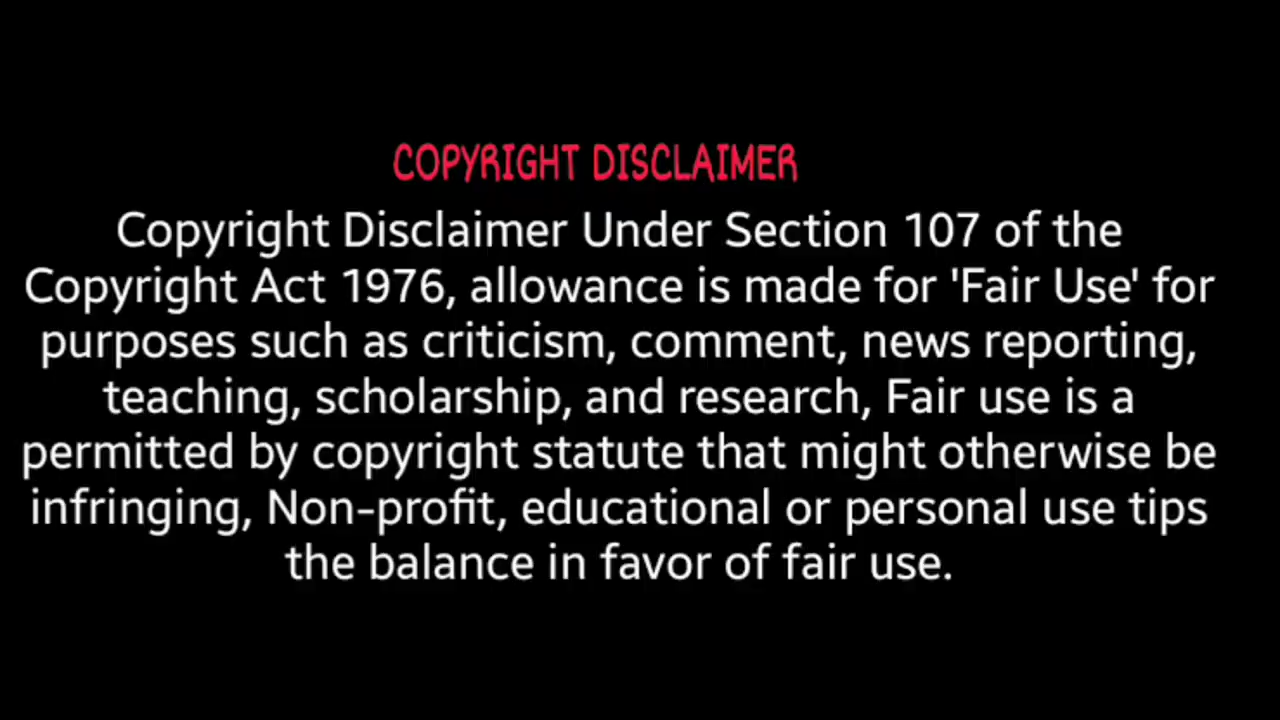 COPYRIGHT DISCLAIMER
Copyright Disclaimer Under Section 107 of the
Copyright Act 1976, allowance is made for 'Fair Use' for
purposes such as criticism, comment, news reporting,
teaching, scholarship, and research, Fair use is a
permitted by copyright statute that might otherwise be
infringing, Non-profit, educational or personal use tips
the balance in favor of fair use.